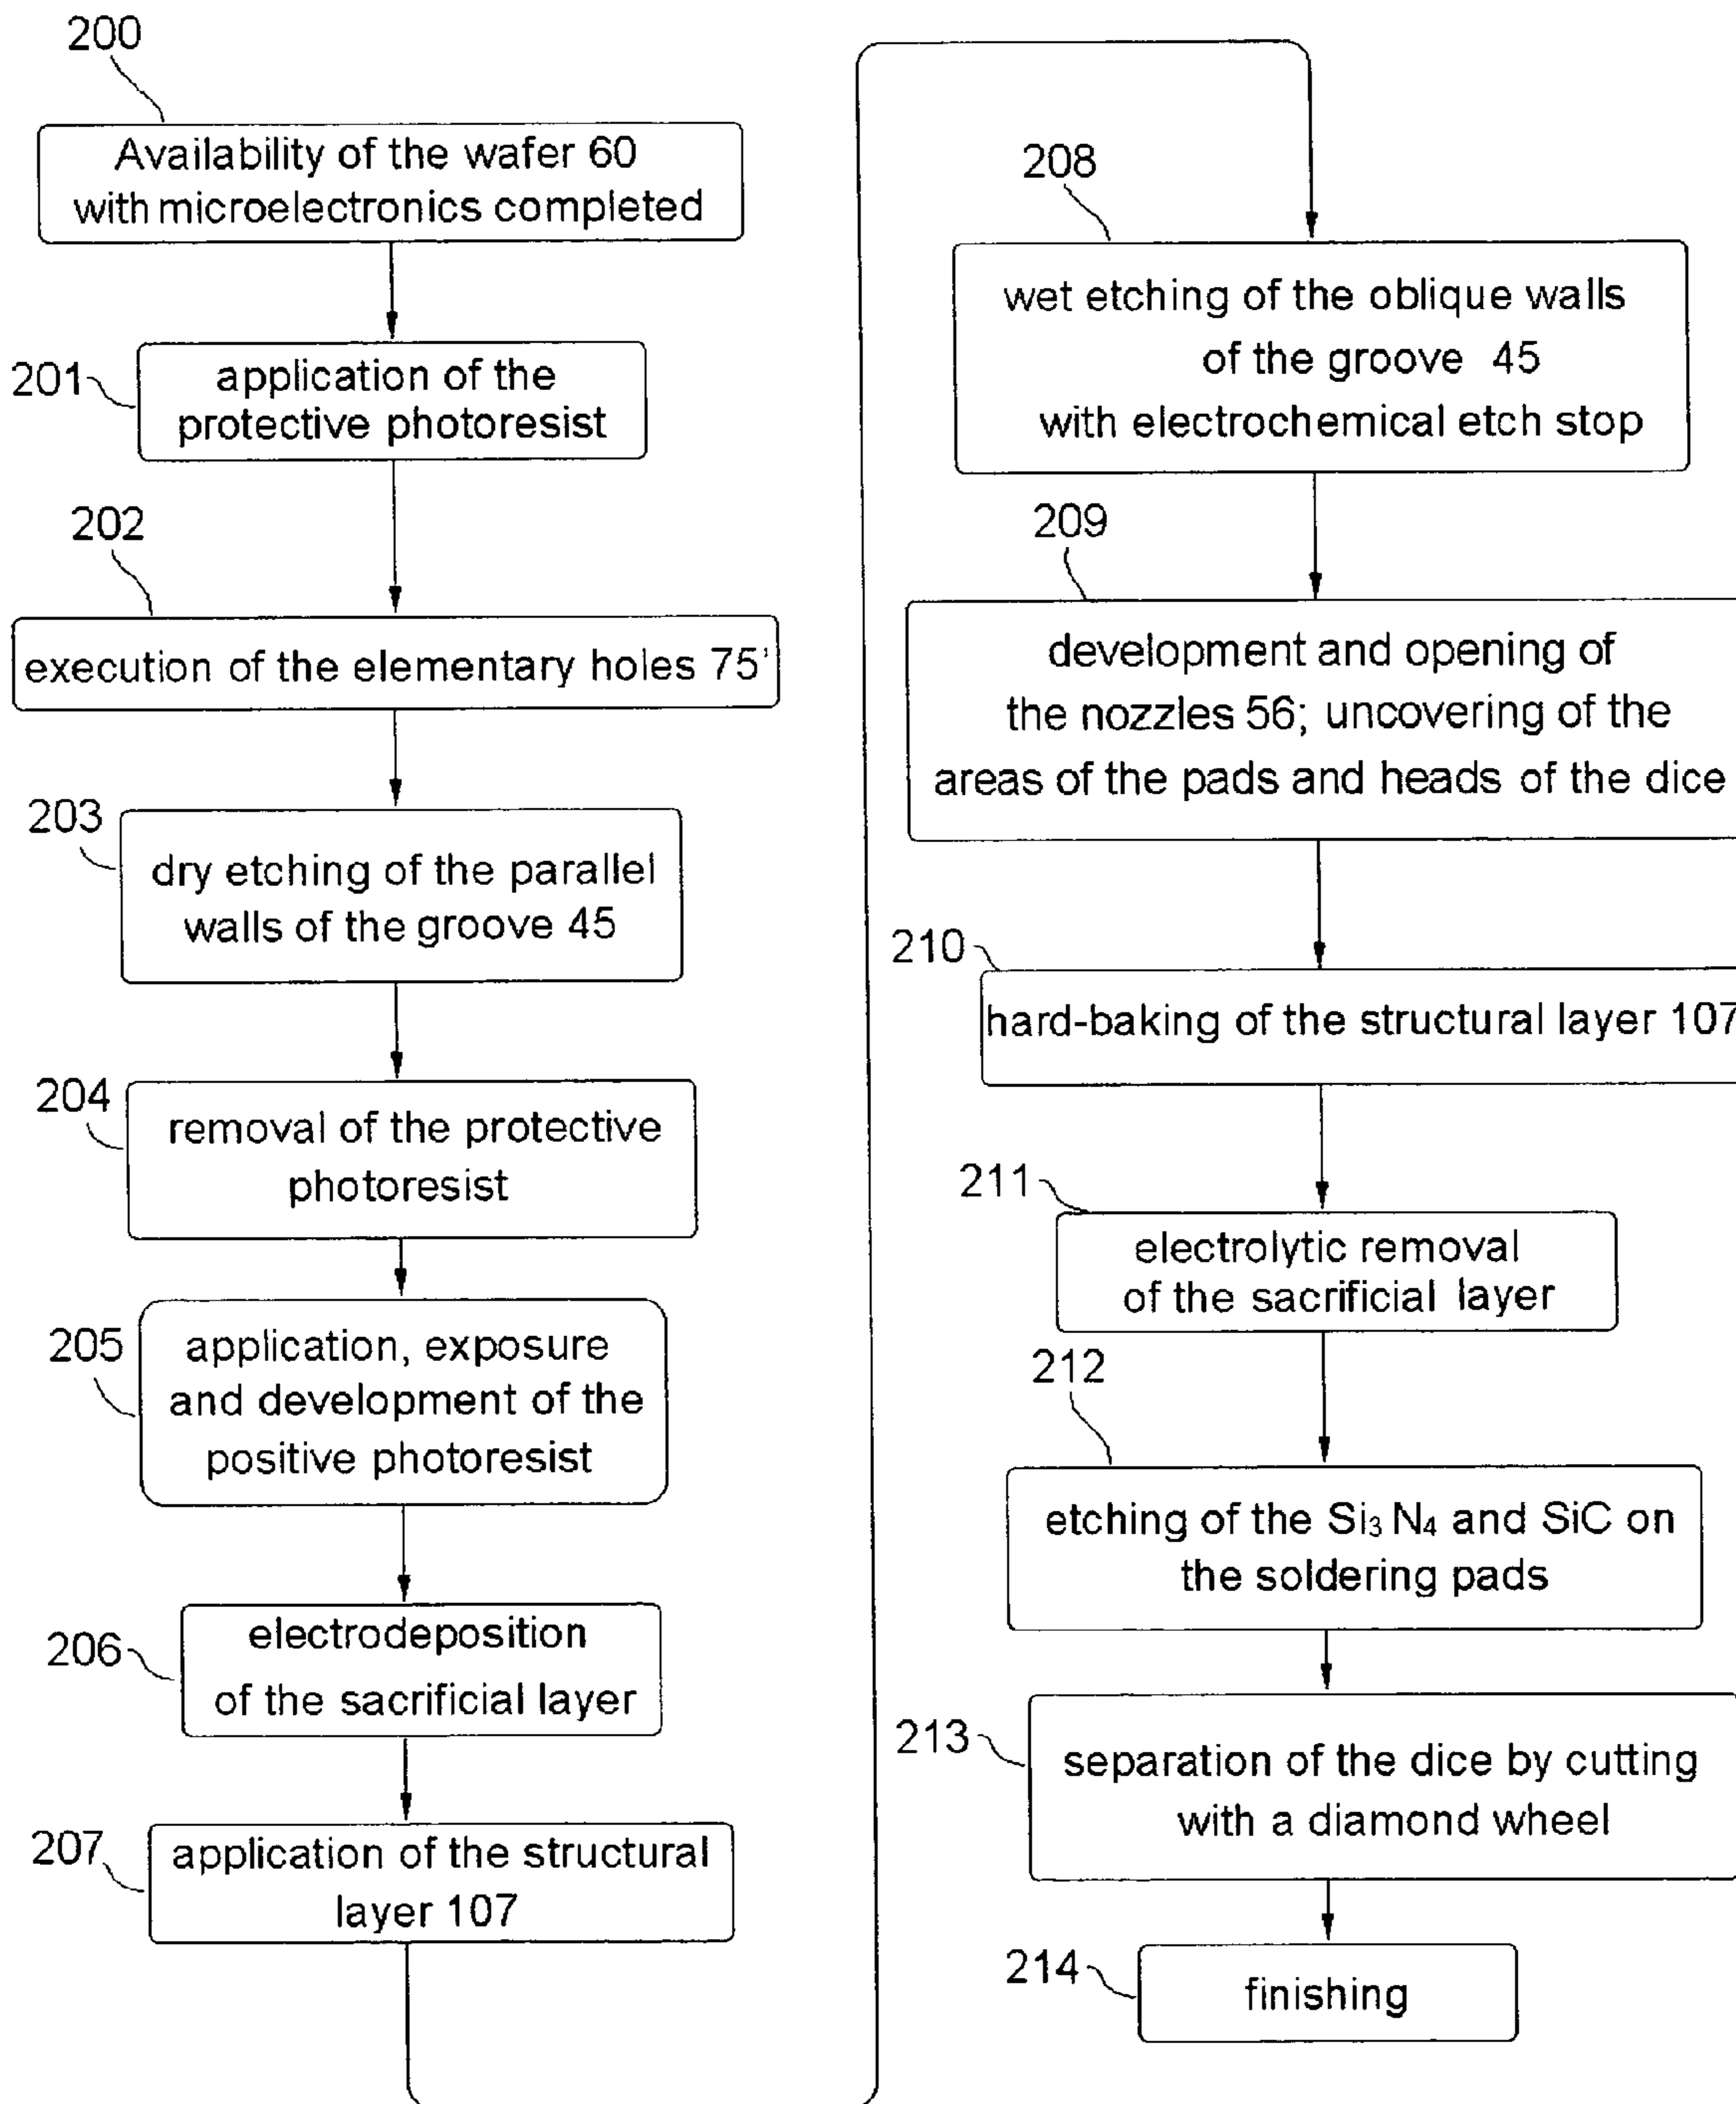 200
Availability of the wafer 60
with microelectronics completed
201
application of the
protective photoresist
202
execution of the elementary holes 75'
203
dry etching of the parallel
walls of the groove 45
204
removal of the protective
photoresist
205
application, exposure
and development of the
positive photoresist
206
electrodeposition
of the sacrificial layer
207
application of the structural
layer 107
208
wet etching of the oblique walls
of the groove 45
with electrochemical etch stop
209
development and opening of
the nozzles 56; uncovering of the
areas of the pads and heads of the dice
210
hard-baking of the structural layer 107
211
electrolytic removal
of the sacrificial layer
212
etching of the Si₃ N₄ and SiC on
the soldering pads
213
separation of the dice by cutting
with a diamond wheel
214
finishing